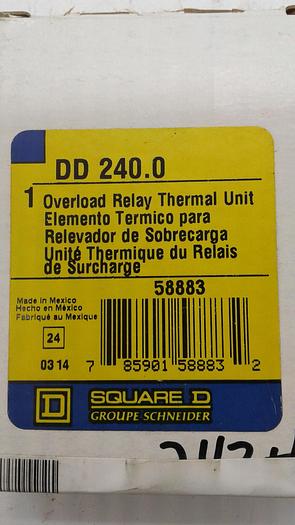 DD 240.0
1 Overload Relay Thermal Unit
Elemento Termico para
Relevador de Sobrecarga
Unité Thermique du Relais
de Surcharge
58883
Made in Mexico
Hecho en México
Fabriqué au Mexique
24
03 14
7 85901 58883 2
D SQUARE D
GROUPE SCHNEIDER